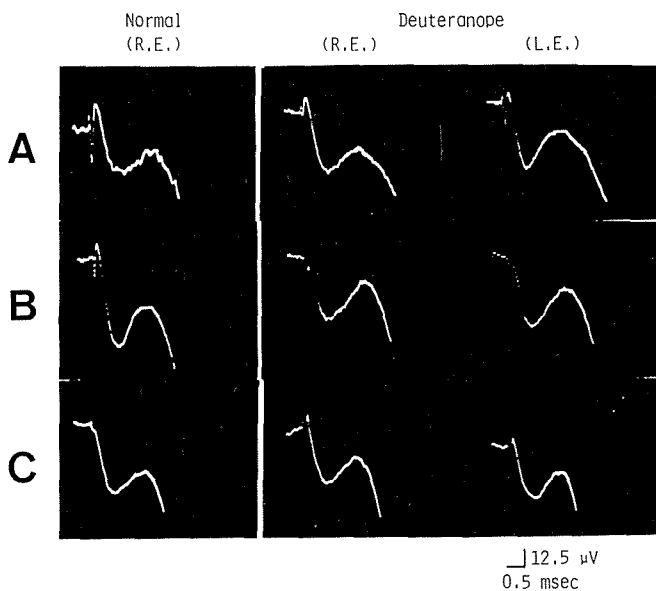 Normal Deuteranope
(R.E.) (R.E.) (L.E.)
A
B
C
12.5 µV
0.5 msec